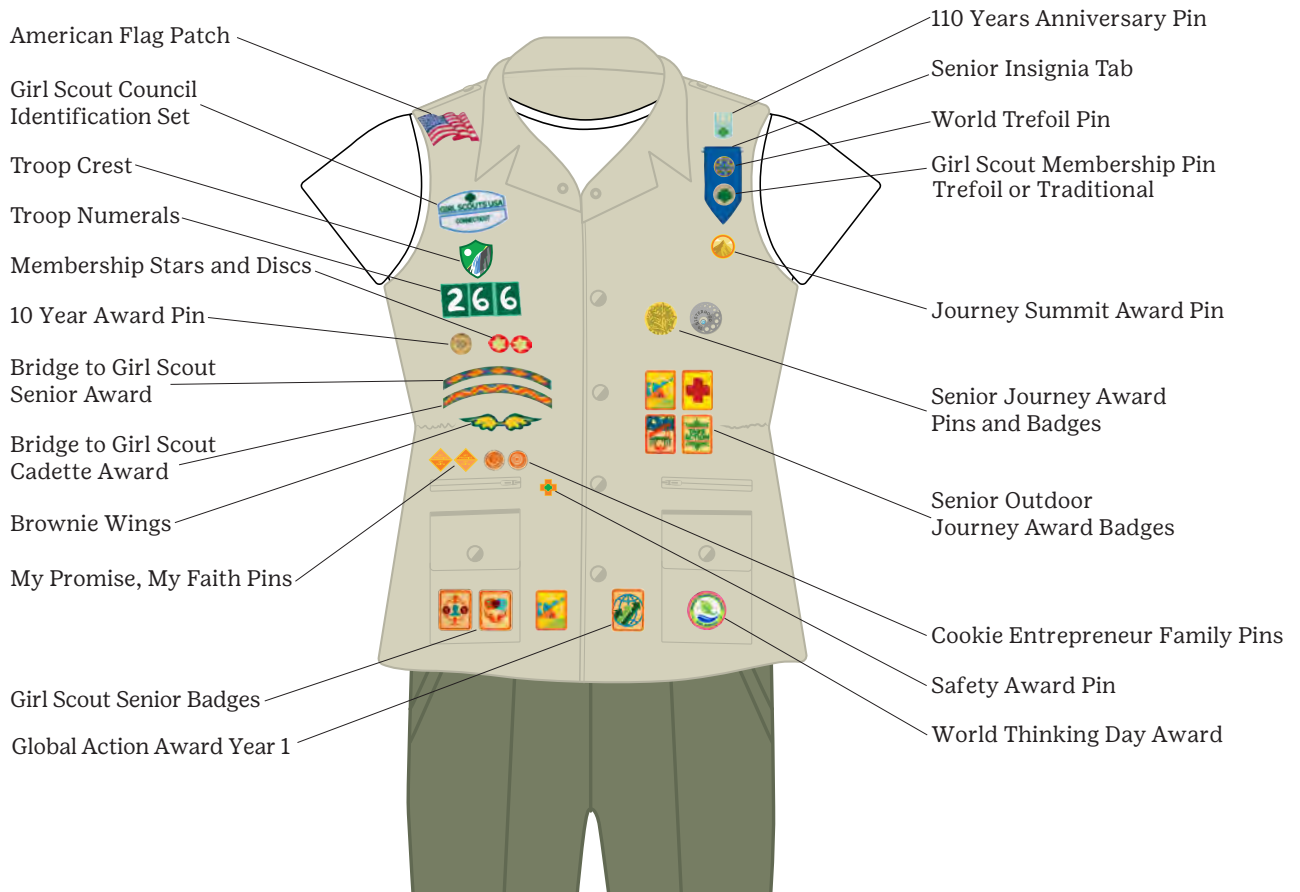 American Flag Patch
Girl Scout Council
Identification Set
Troop Crest
Troop Numerals
Membership Stars and Discs
10 Year Award Pin
Bridge to Girl Scout
Senior Award
Bridge to Girl Scout
Cadette Award
Brownie Wings
My Promise, My Faith Pins
Girl Scout Senior Badges
Global Action Award Year 1
GIRL SCOUTS USA
CONNECTICUT
266
TAKE
ACTION
110 Years Anniversary Pin
Senior Insignia Tab
World Trefoil Pin
Girl Scout Membership Pin
Trefoil or Traditional
Journey Summit Award Pin
Senior Journey Award
Pins and Badges
Senior Outdoor
Journey Award Badges
Cookie Entrepreneur Family Pins
Safety Award Pin
World Thinking Day Award